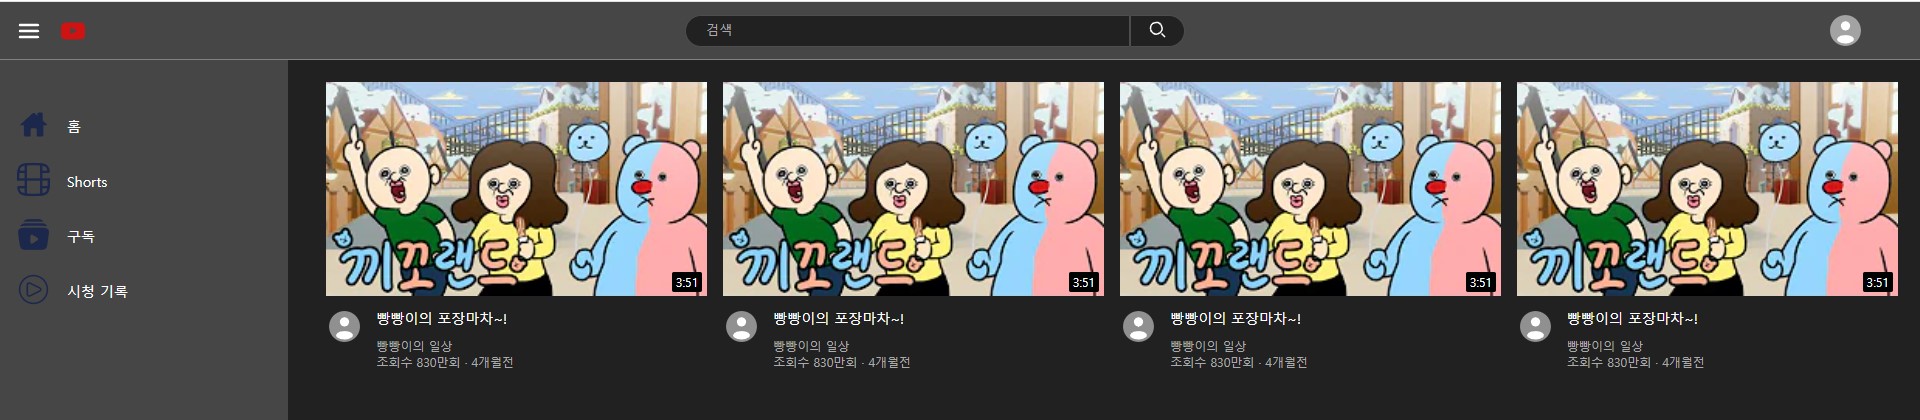 검색
홈
Shorts
구독
시청 기록
끼꼬랜드
3:51
끼꼬랜드
3:51
끼꼬랜드
3:51
끼꼬랜드
3:51
빵빵이의 포장마차~!
빵빵이의 일상
조회수 830만회 · 4개월전
빵빵이의 포장마차~!
빵빵이의 일상
조회수 830만회 · 4개월전
빵빵이의 포장마차~!
빵빵이의 일상
조회수 830만회 · 4개월전
빵빵이의 포장마차~!
빵빵이의 일상
조회수 830만회 · 4개월전